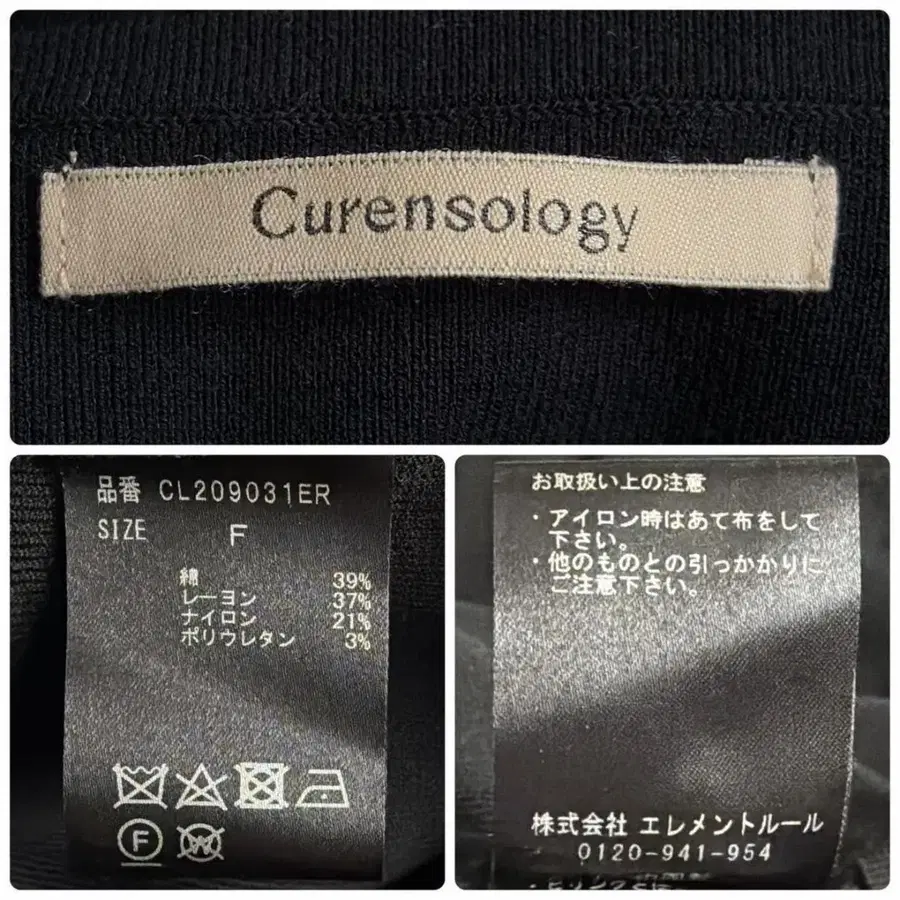 Curensology
品番 CL209031ER
SIZE F
綿 39%
レーヨン 37%
ナイロン 21%
ポリウレタン 3%
F
W
お取扱い上の注意
・アイロン時はあて布をして
下さい。
・他のものとの引っかかりに
ご注意下さい。
株式会社 エレメントルール
0120-941-954